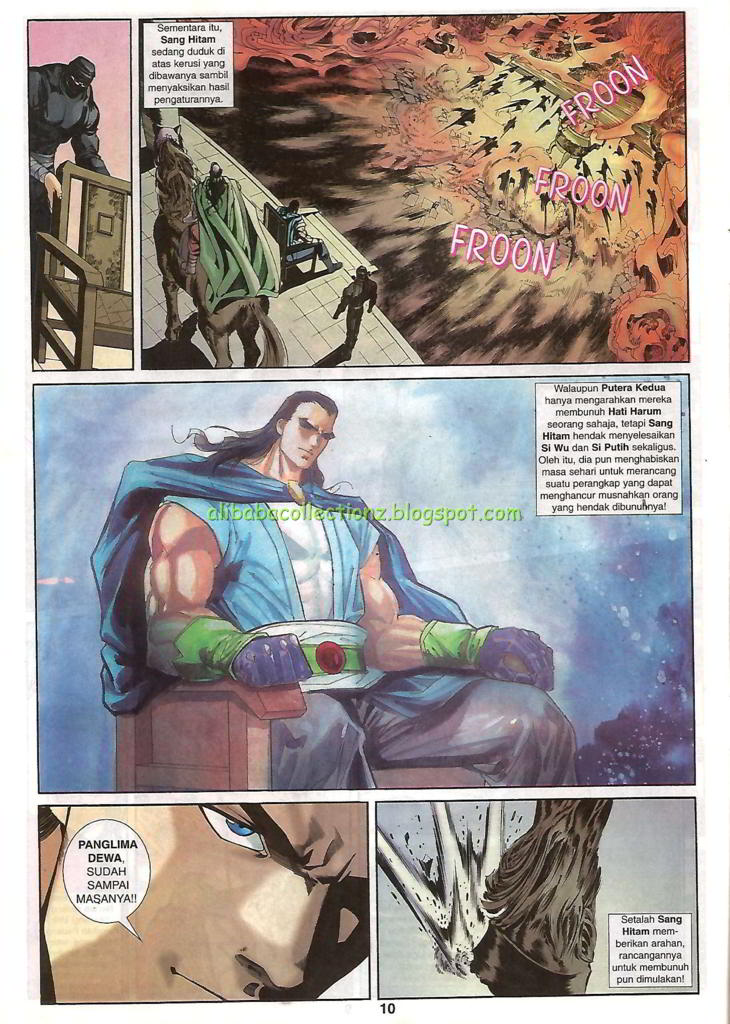 Sementara itu,
Sang Hitam
sedang duduk di
atas kerusi yang
dibawanya sambil
menyaksikan hasil
pengaturannya.
FROON
FROON
FROON
Walaupun Putera Kedua
hanya mengarahkan mereka
membunuh Hati Harum
seorang sahaja, tetapi Sang
Hitam hendak menyelesaikan
Si Wu dan Si Putih sekaligus.
Oleh itu, dia pun menghabiskan
masa sehari untuk merancang
suatu perangkap yang dapat
menghancur musnahkan orang
yang hendak dibunuhnya!
alibabacollectionz.blogspot.com
PANGLIMA
DEWA,
SUDAH
SAMPAI
MASANYA!!
Setalah Sang
Hitam mem-
berikan arahan,
rancangannya
untuk membunuh
pun dimulakan!
10